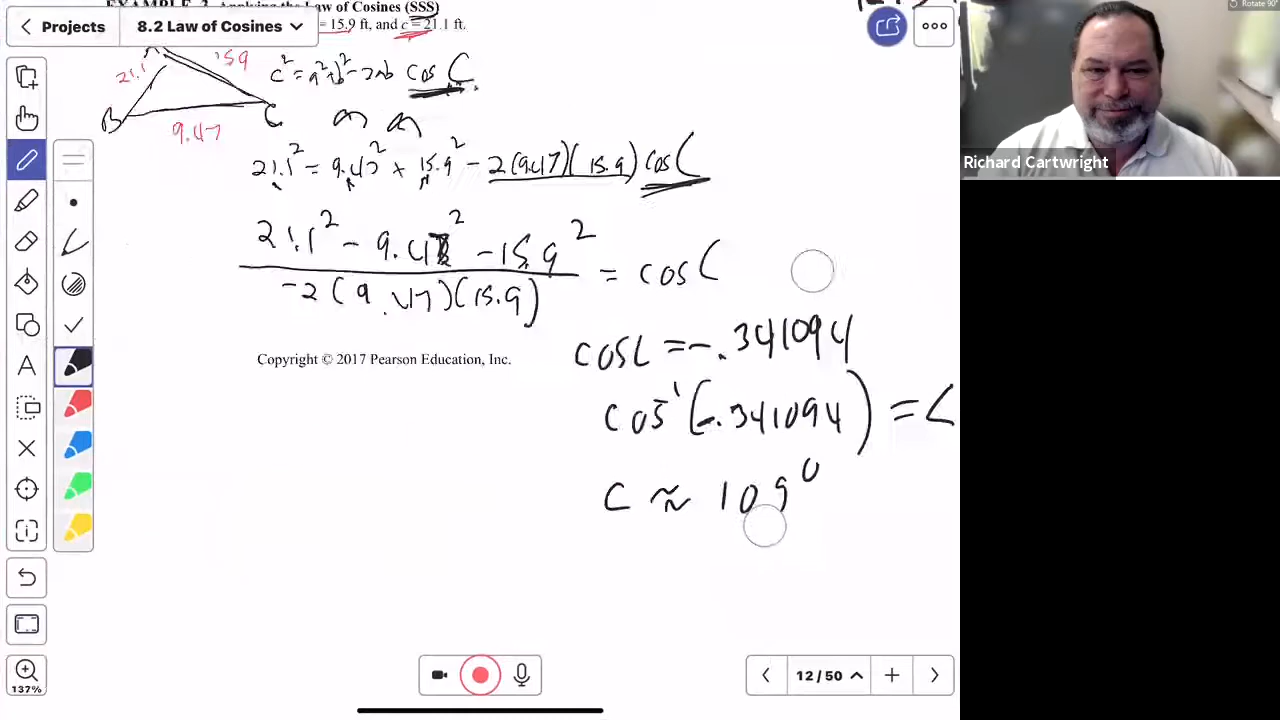 EXAMPLE 3 Applying the Law of Cosines (SSS)
= 15.9 ft, and c = 21.1 ft.
Projects
8.2 Law of Cosines
Rotate 90°
Richard Cartwright
21.1
15.9
B
C
9.47
c² = a² + b² - 2ab cos C
21.1² = 9.47² + 15.9² - 2(9.47)(15.9) cos C
21.1² - 9.47² - 15.9²
-2(9.47)(15.9)
= cos C
cos C = -.341094
cos⁻¹(-.341094) = C
C ≈ 109°
Copyright © 2017 Pearson Education, Inc.
A
137%
12/50